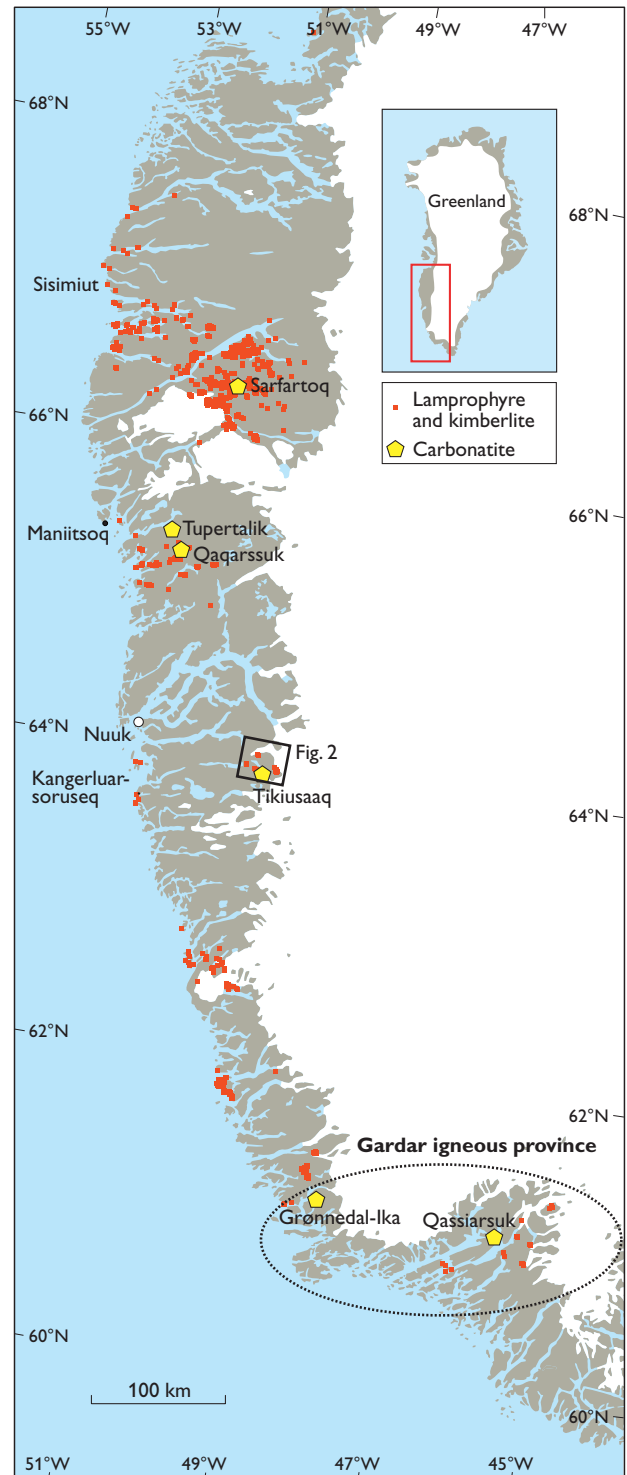 55°W
53°W
51°W
49°W
47°W
68°N
Greenland
68°N
Sisimiut
Lamprophyre
and kimberlite
Carbonatite
Sarfartoq
66°N
Maniitsoq
Tupertalik
66°N
Qaqarssuk
64°N
Nuuk
Fig. 2
Kangerluar-
soruseq
Tikiusaaq
64°N
62°N
62°N
Gardar igneous province
Grønnedal-Ika
Qassiarsuk
60°N
100 km
60°N
51°W
49°W
47°W
45°W